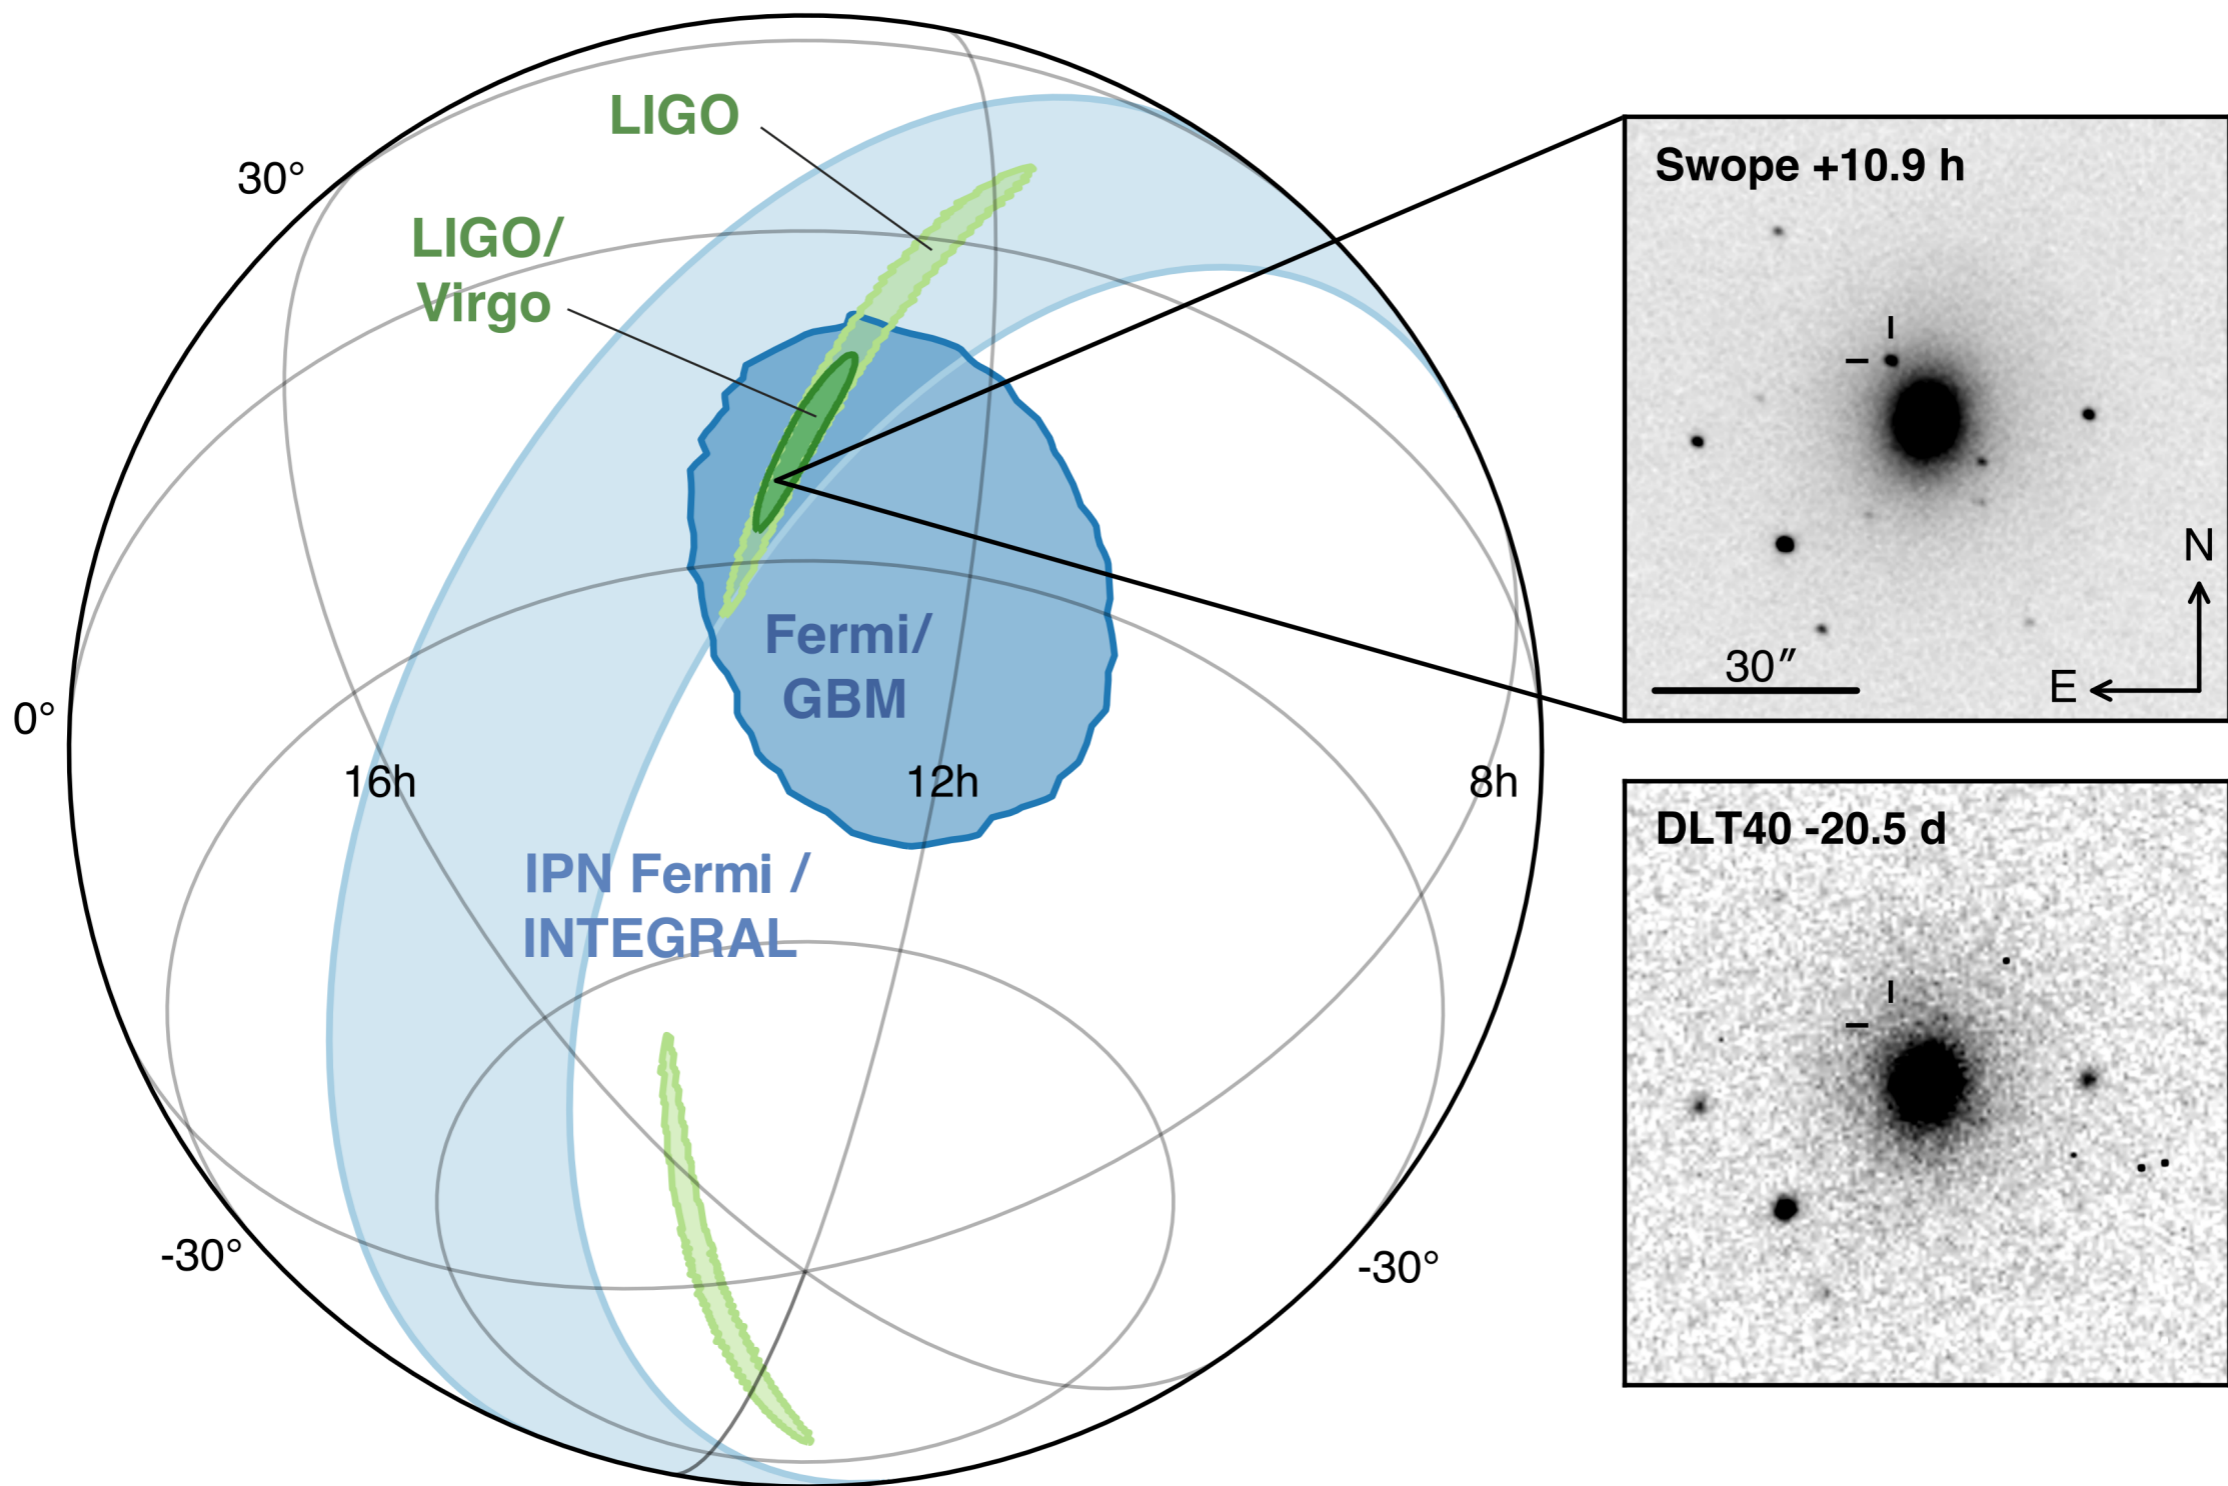 LIGO
30°
LIGO/
Virgo
Fermi/
GBM
0°
16h
12h
8h
IPN Fermi /
INTEGRAL
-30°
-30°
Swope +10.9 h
N
30″
E
DLT40 -20.5 d